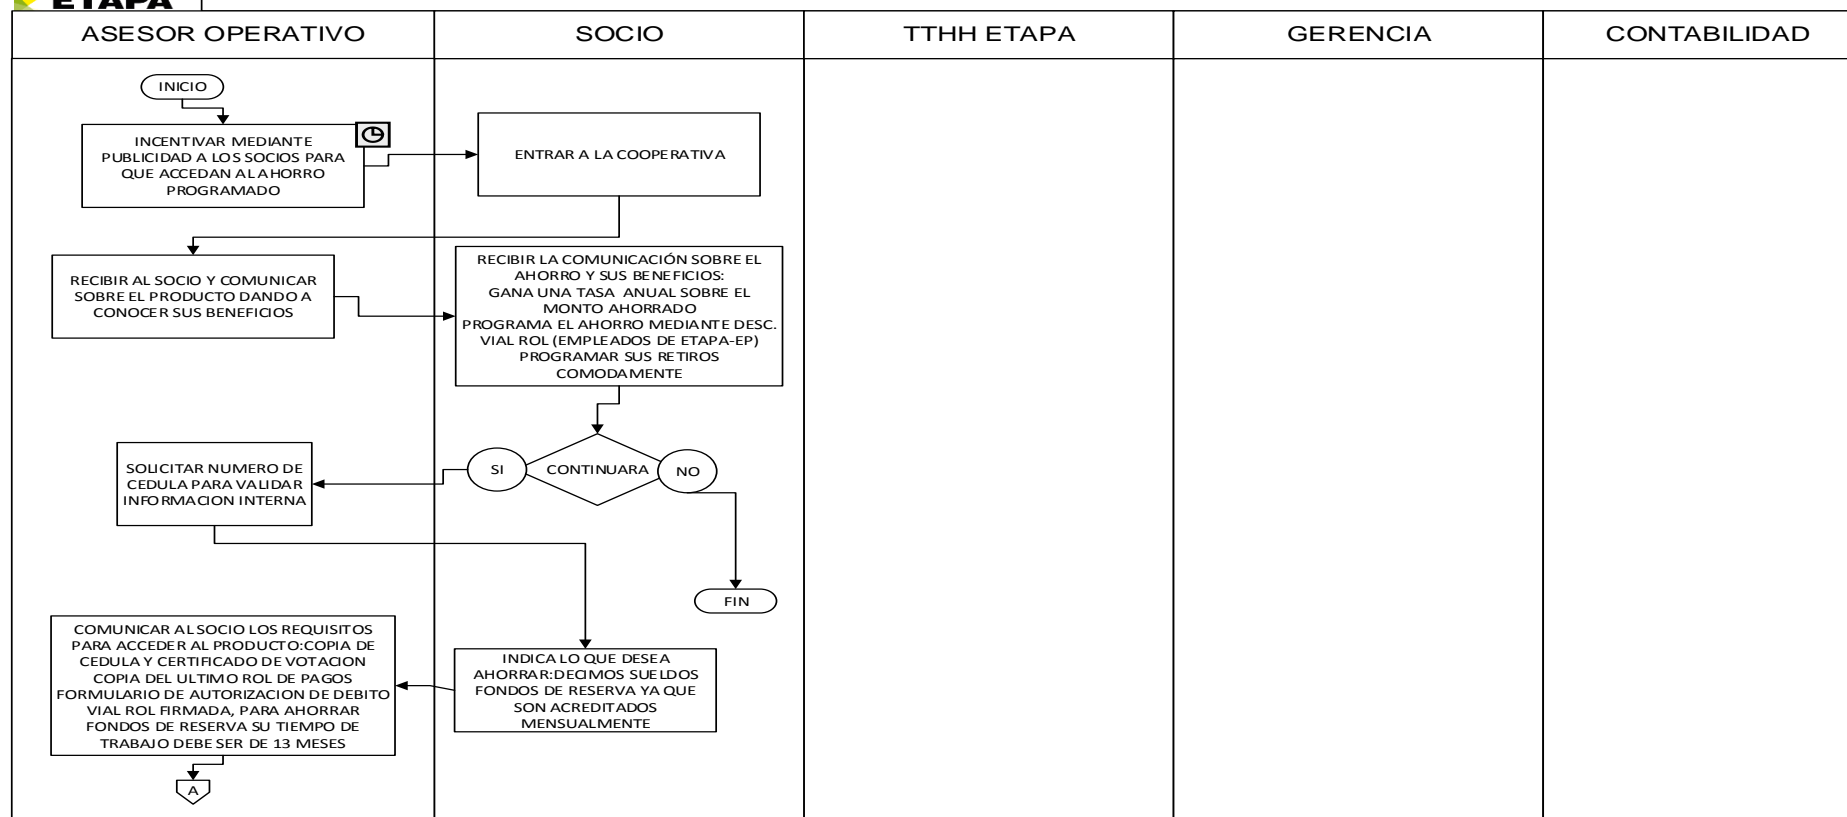 ETAPA
ASESOR OPERATIVO
SOCIO
TTHH ETAPA
GERENCIA
CONTABILIDAD
INICIO
INCENTIVAR MEDIANTE
PUBLICIDAD A LOS SOCIOS PARA
QUE ACCEDAN AL AHORRO
PROGRAMADO
ENTRAR A LA COOPERATIVA
RECIBIR AL SOCIO Y COMUNICAR
SOBRE EL PRODUCTO DANDO A
CONOCER SUS BENEFICIOS
RECIBIR LA COMUNICACIÓN SOBRE EL
AHORRO Y SUS BENEFICIOS:
GANA UNA TASA ANUAL SOBRE EL
MONTO AHORRADO
PROGRAMA EL AHORRO MEDIANTE DESC.
VIAL ROL (EMPLEADOS DE ETAPA-EP)
PROGRAMAR SUS RETIROS
COMODAMENTE
CONTINUARA
SI
NO
SOLICITAR NUMERO DE
CEDULA PARA VALIDAR
INFORMACION INTERNA
FIN
INDICA LO QUE DESEA
AHORRAR:DECIMOS SUELDOS
FONDOS DE RESERVA YA QUE
SON ACREDITADOS
MENSUALMENTE
COMUNICAR AL SOCIO LOS REQUISITOS
PARA ACCEDER AL PRODUCTO:COPIA DE
CEDULA Y CERTIFICADO DE VOTACION
COPIA DEL ULTIMO ROL DE PAGOS
FORMULARIO DE AUTORIZACION DE DEBITO
VIAL ROL FIRMADA, PARA AHORRAR
FONDOS DE RESERVA SU TIEMPO DE
TRABAJO DEBE SER DE 13 MESES
A